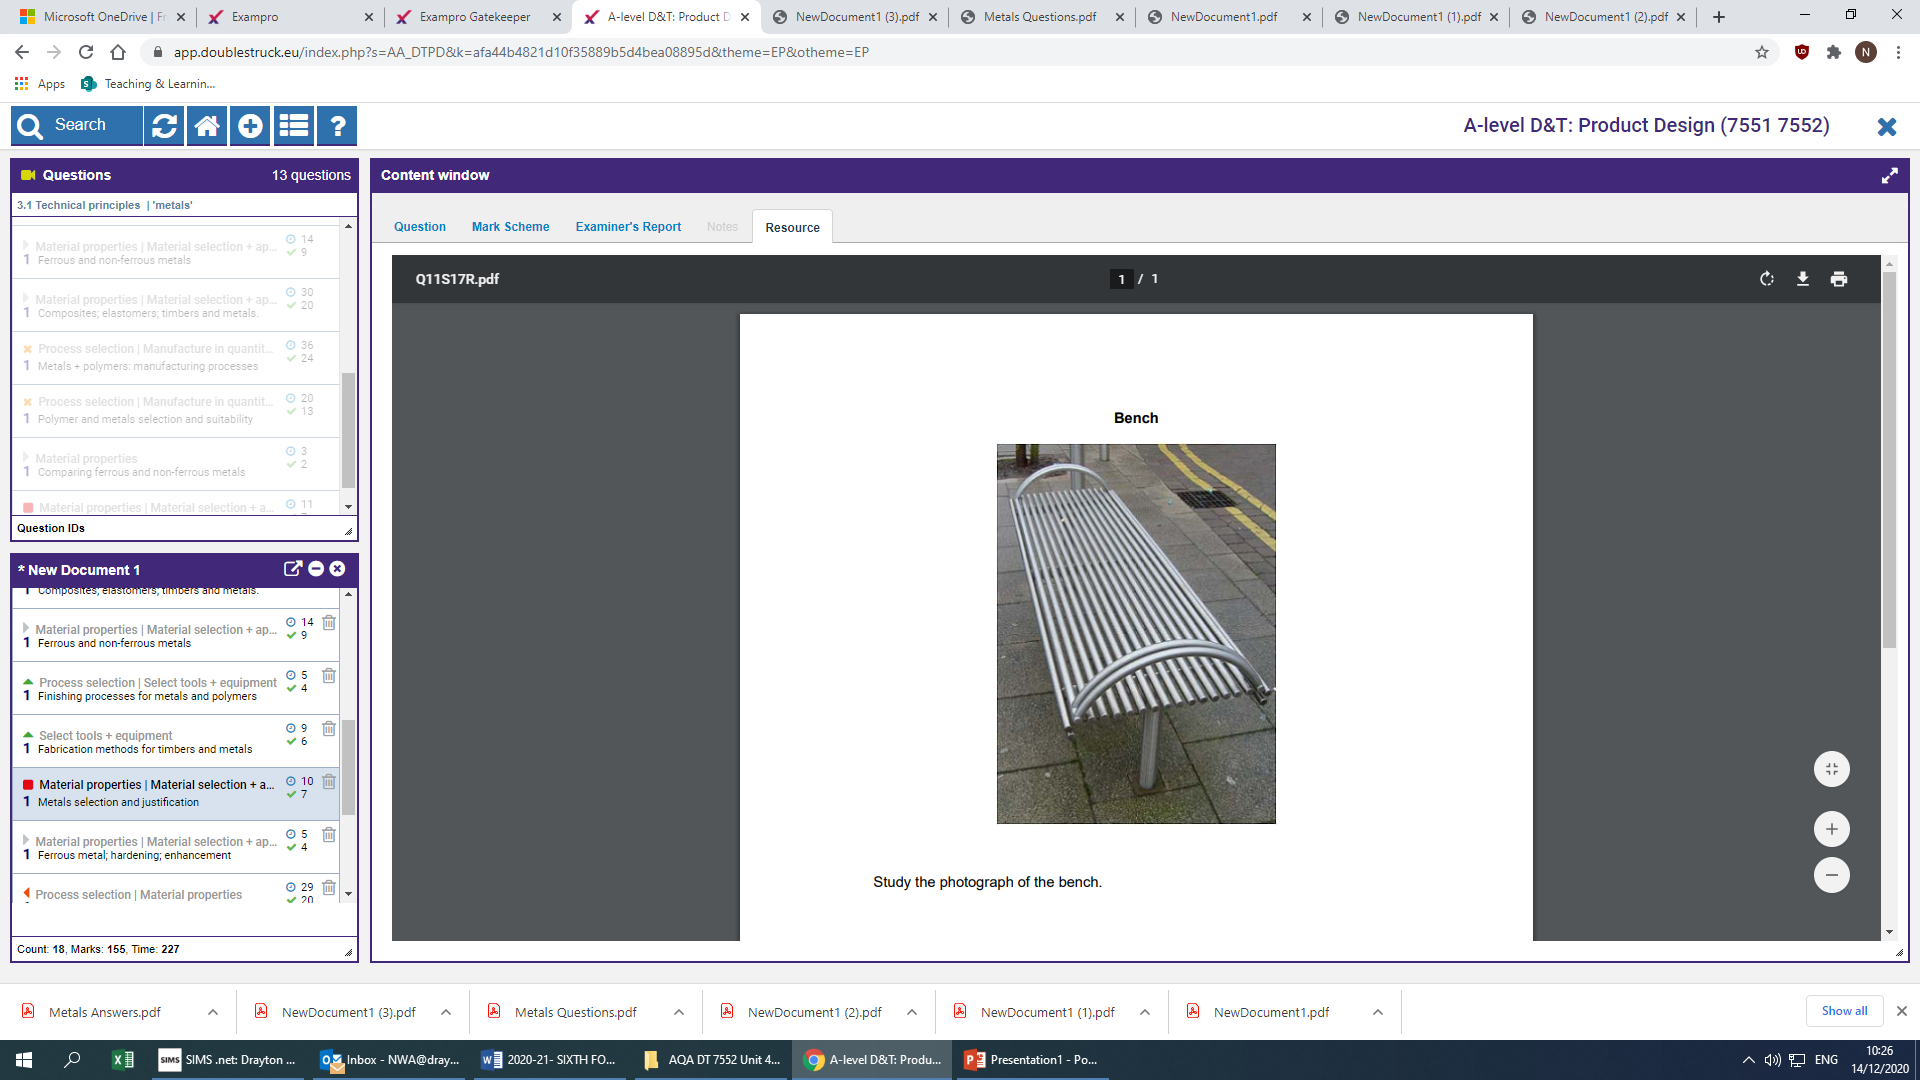 Microsoft OneDrive | Fr
Exampro
Exampro Gatekeeper
A-level D&T: Product D
NewDocument1 (3).pdf
Metals Questions.pdf
NewDocument1.pdf
NewDocument1 (1).pdf
NewDocument1 (2).pdf
app.doublestruck.eu/index.php?s=AA_DTPD&k=afa44b4821d10f35889b5d4bea08895d&theme=EP&otheme=EP
N
Apps
Teaching & Learnin...
Search
?
A-level D&T: Product Design (7551 7552)
Questions
13 questions
3.1 Technical principles | 'metals'
Material properties | Material selection + ap... 14
1 Ferrous and non-ferrous metals 9
Material properties | Material selection + ap... 30
1 Composites; elastomers; timbers and metals. 20
Process selection | Manufacture in quantit... 36
1 Metals + polymers: manufacturing processes 24
Process selection | Manufacture in quantit... 20
1 Polymer and metals selection and suitability 13
Material properties 3
1 Comparing ferrous and non-ferrous metals 2
Material properties | Material selection + a... 11
Question IDs
* New Document 1
1 Composites; elastomers; timbers and metals.
Material properties | Material selection + ap... 14
1 Ferrous and non-ferrous metals 9
Process selection | Select tools + equipment 5
1 Finishing processes for metals and polymers 4
Select tools + equipment 9
1 Fabrication methods for timbers and metals 6
Material properties | Material selection + a... 10
1 Metals selection and justification 7
Material properties | Material selection + ap... 5
1 Ferrous metal; hardening; enhancement 4
Process selection | Material properties 29
20
Count: 18, Marks: 155, Time: 227
Content window
Question
Mark Scheme
Examiner's Report
Notes
Resource
Q11S17R.pdf
1 / 1
Bench
Study the photograph of the bench.
Metals Answers.pdf
NewDocument1 (3).pdf
Metals Questions.pdf
NewDocument1 (2).pdf
NewDocument1 (1).pdf
NewDocument1.pdf
Show all
SIMS SIMS .net: Drayton ...
Inbox - NWA@dray...
2020-21- SIXTH FO...
AQA DT 7552 Unit 4...
A-level D&T: Produ...
Presentation1 - Po...
ENG
10:26
14/12/2020